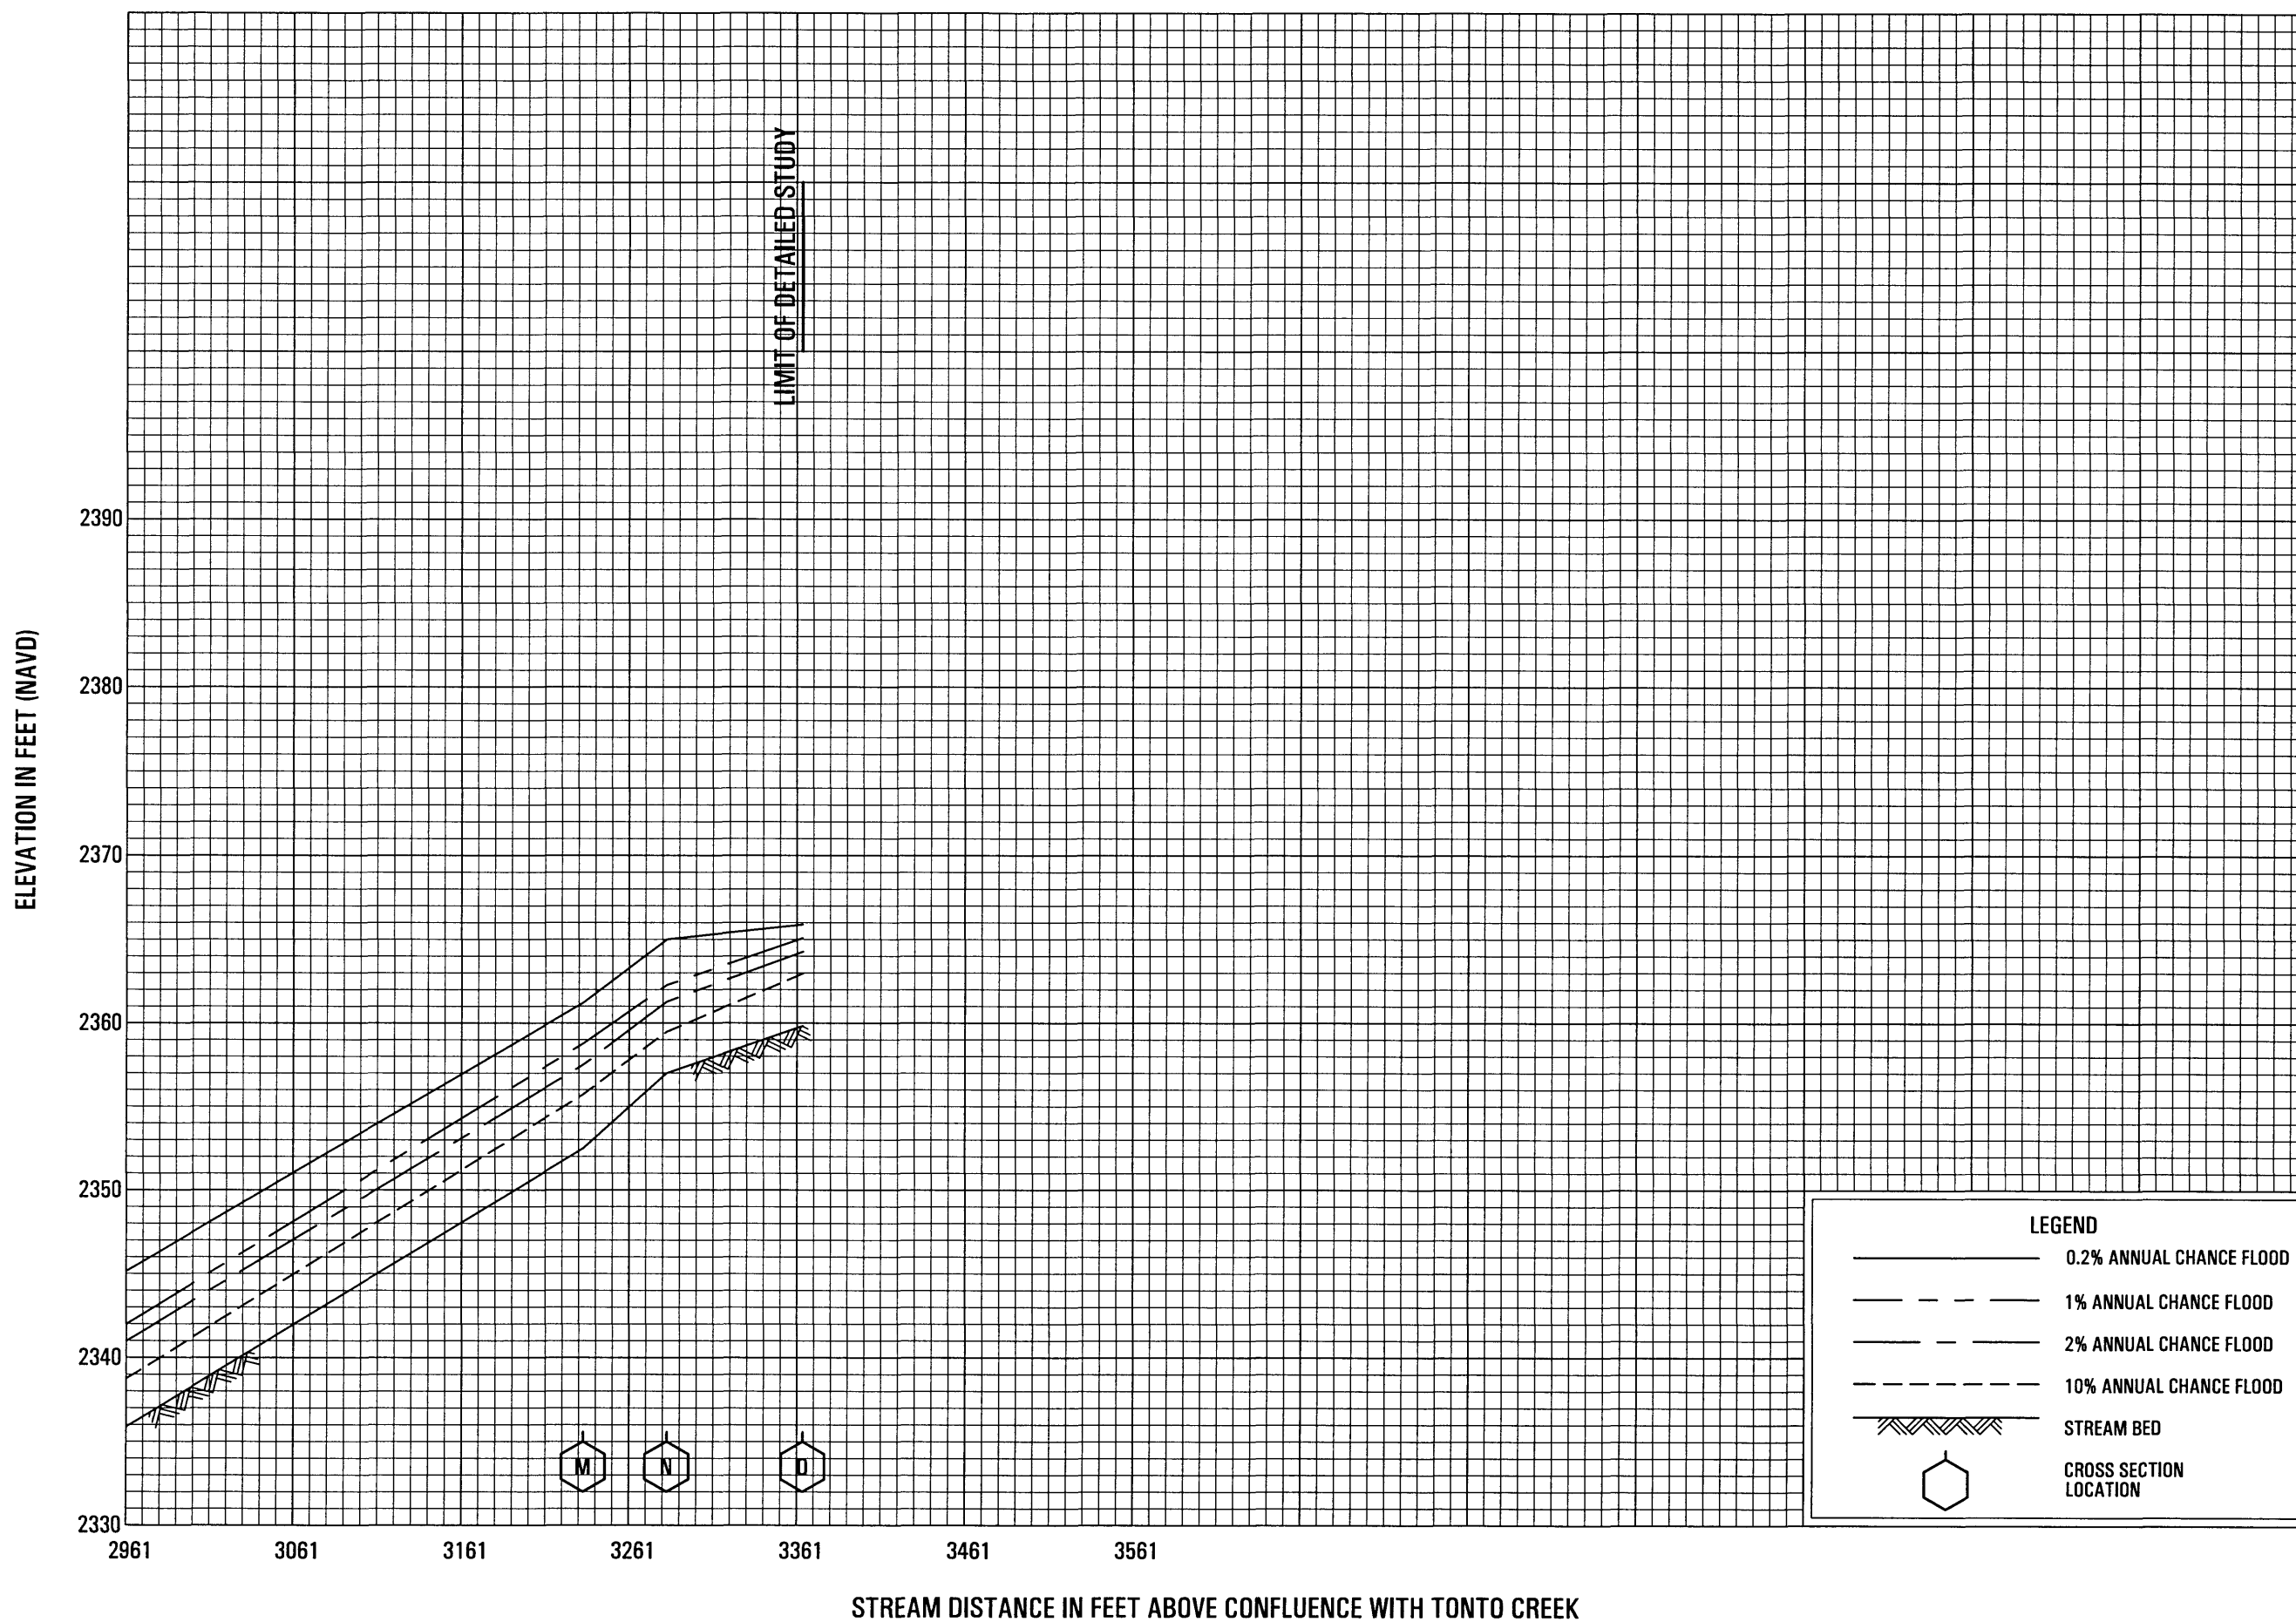 LIMIT OF DETAILED STUDY
ELEVATION IN FEET (NAVD)
2390
2380
2370
2360
2350
2340
2330
2961 3061 3161 3261 3361 3461 3561
STREAM DISTANCE IN FEET ABOVE CONFLUENCE WITH TONTO CREEK
M N O
LEGEND
0.2% ANNUAL CHANCE FLOOD
1% ANNUAL CHANCE FLOOD
2% ANNUAL CHANCE FLOOD
10% ANNUAL CHANCE FLOOD
STREAM BED
CROSS SECTION
LOCATION